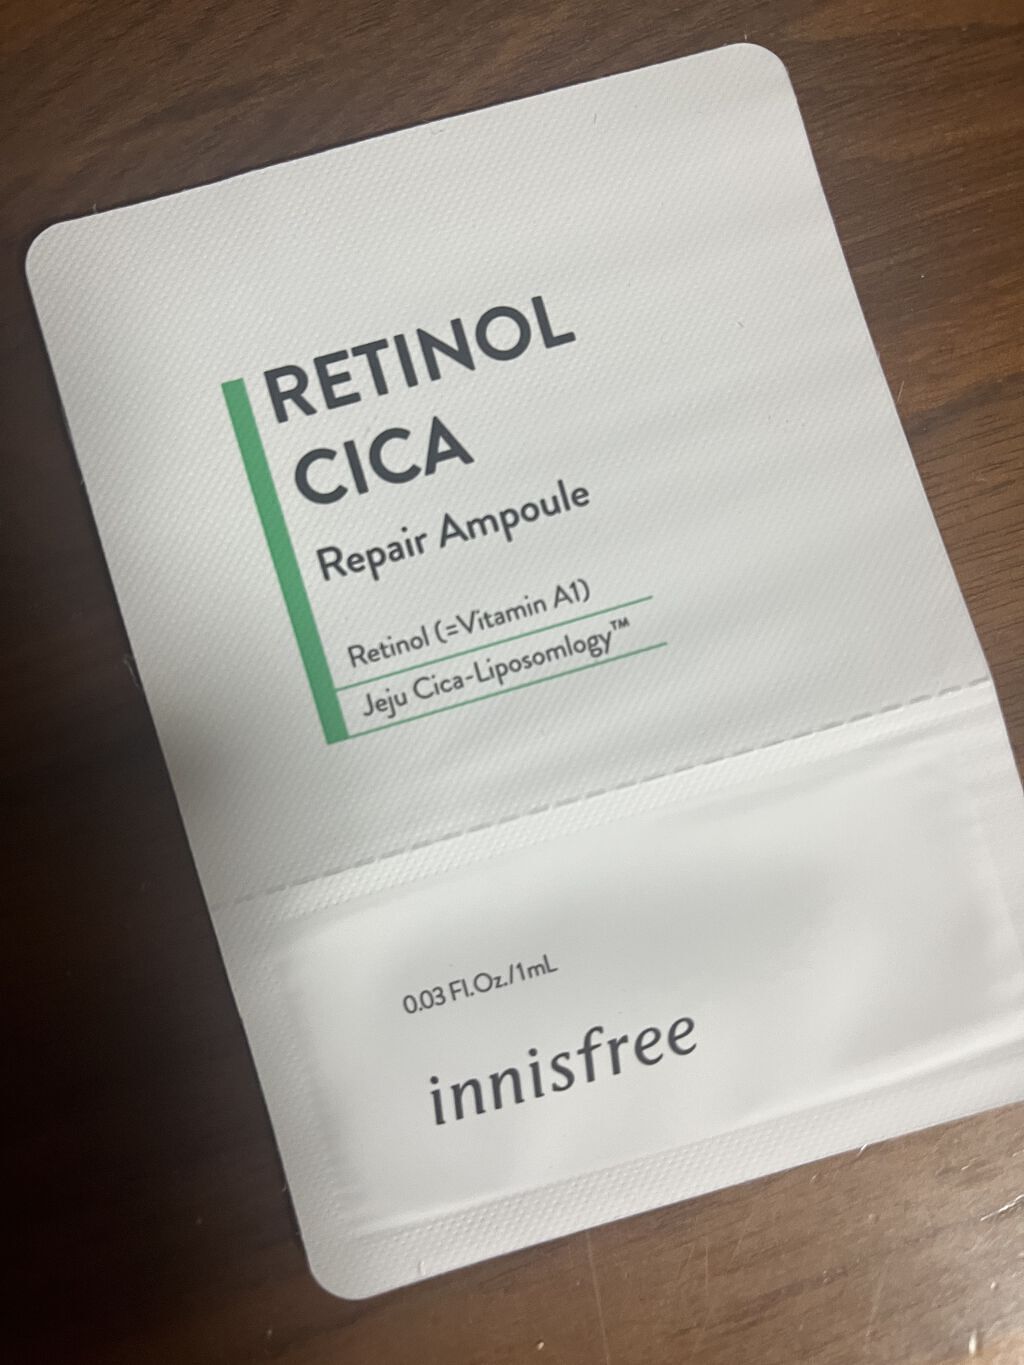 RETINOL
CICA
Repair Ampoule
Retinol (=Vitamin A1)
Jeju Cica-Liposomlogy™
0.03 Fl.Oz./1mL
innisfree